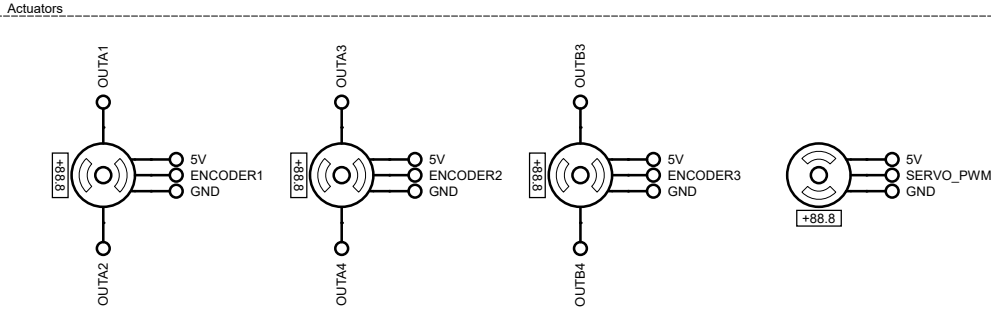 Actuators
OUTA1
+88.8
5V
ENCODER1
GND
OUTA2
OUTA3
+88.8
5V
ENCODER2
GND
OUTA4
OUTB3
+88.8
5V
ENCODER3
GND
OUTB4
5V
SERVO_PWM
GND
+88.8